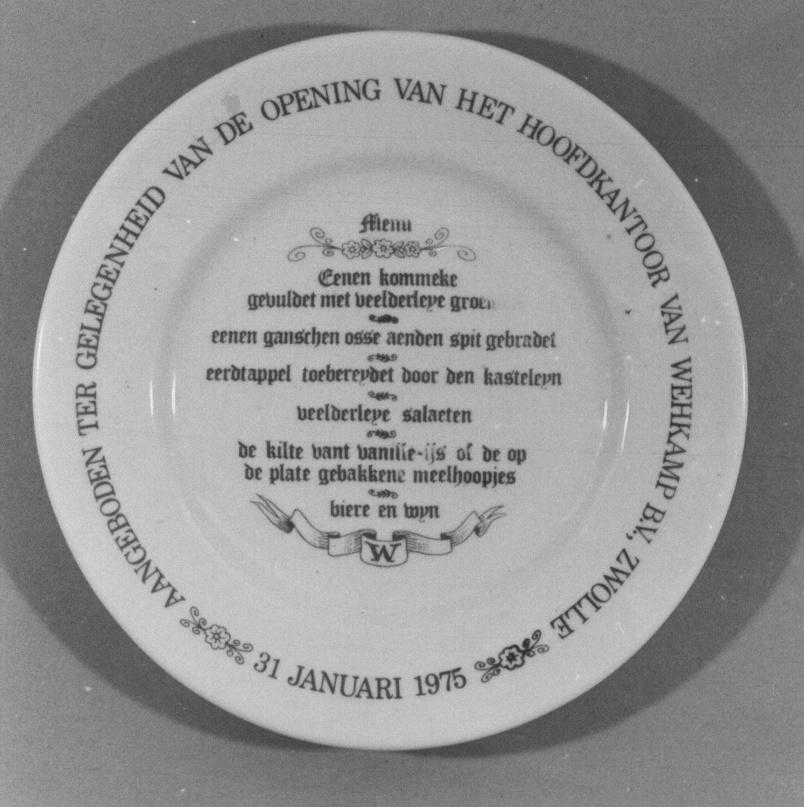 AANGEBODEN TER GELEGENHEID VAN DE OPENING VAN HET HOOFDKANTOOR VAN WEHKAMP B.V., ZWOLLE
31 JANUARI 1975
Menu
Eenen kommeke
gevuldet met veelderleye
eenen ganschen osse aenden spit gebradet
eerdtappel toebereydet door den kasteleyn
veelderleye salaeten
de kilte vant vanille-ijs of de op
de plate gebakkene meelhoopjes
biere en wyn
W